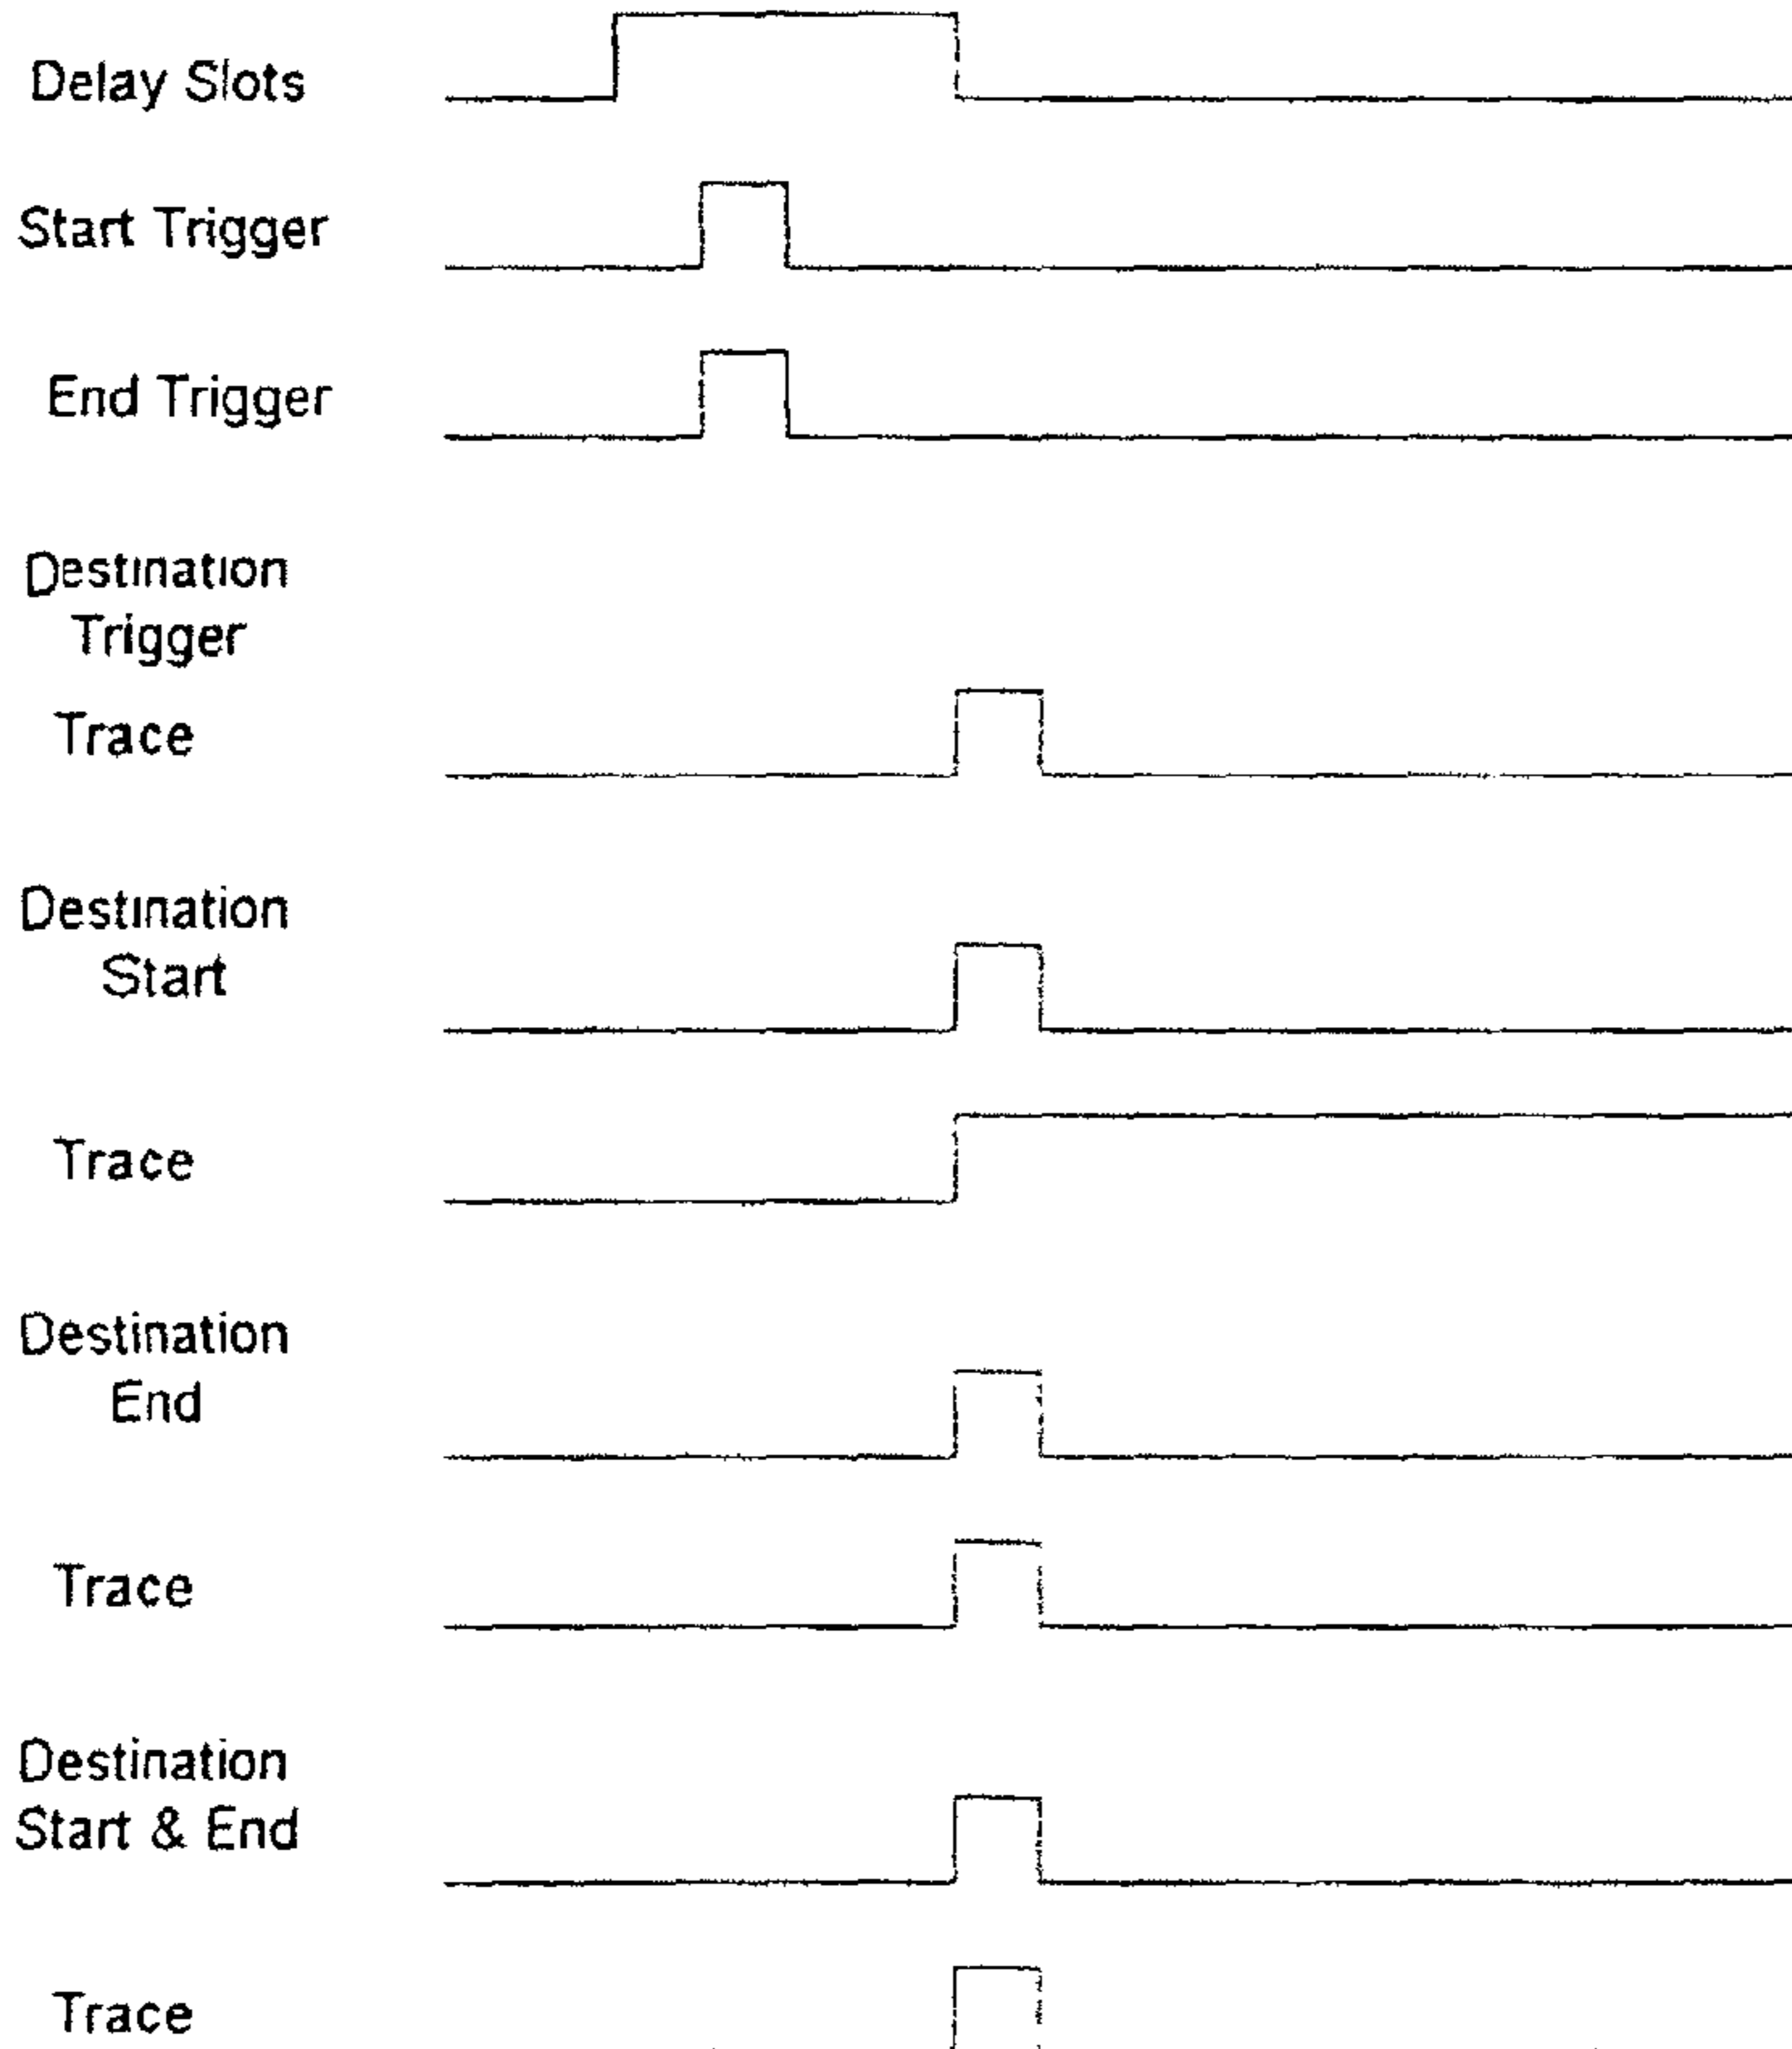 Delay Slots
Start Trigger
End Trigger
Destination
Trigger
Trace
Destination
Start
Trace
Destination
End
Trace
Destination
Start & End
Trace